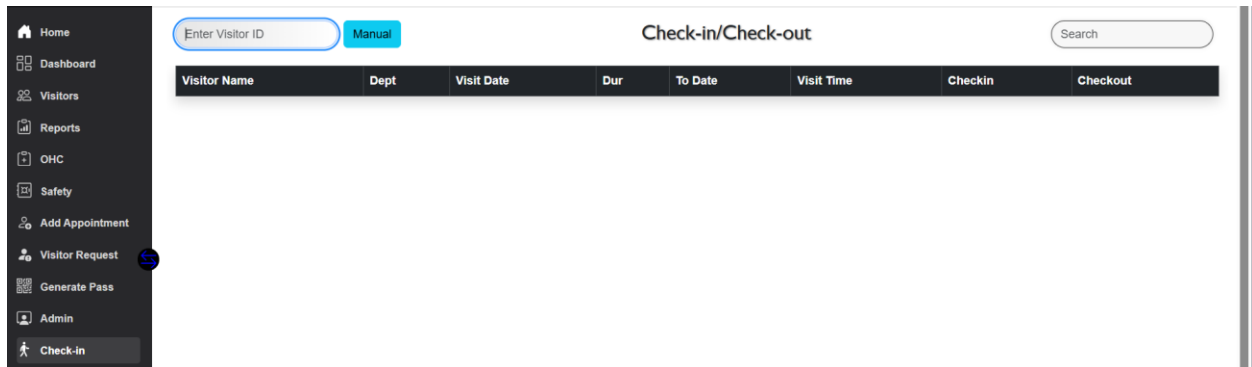 Home
Dashboard
Visitors
Reports
OHC
Safety
Add Appointment
Visitor Request
Generate Pass
Admin
Check-in
Enter Visitor ID Manual Check-in/Check-out Search
Visitor Name Dept Visit Date Dur To Date Visit Time Checkin Checkout